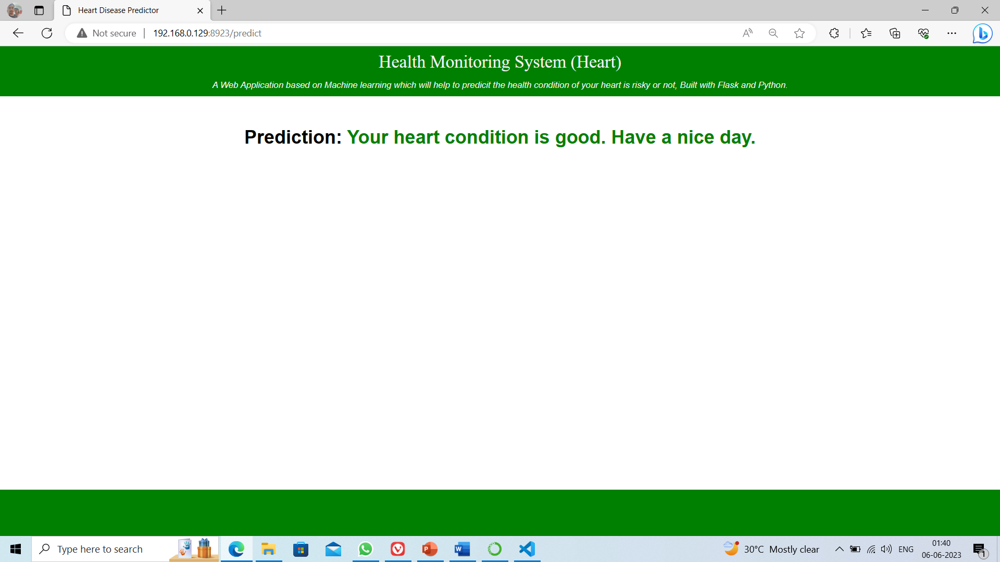 Heart Disease Predictor
Not secure
192.168.0.129:8923/predict
Health Monitoring System (Heart)
A Web Application based on Machine learning which will help to predicit the health condition of your heart is risky or not, Built with Flask and Python.
Prediction: Your heart condition is good. Have a nice day.
Type here to search
30°C Mostly clear
ENG
01:40
06-06-2023
1